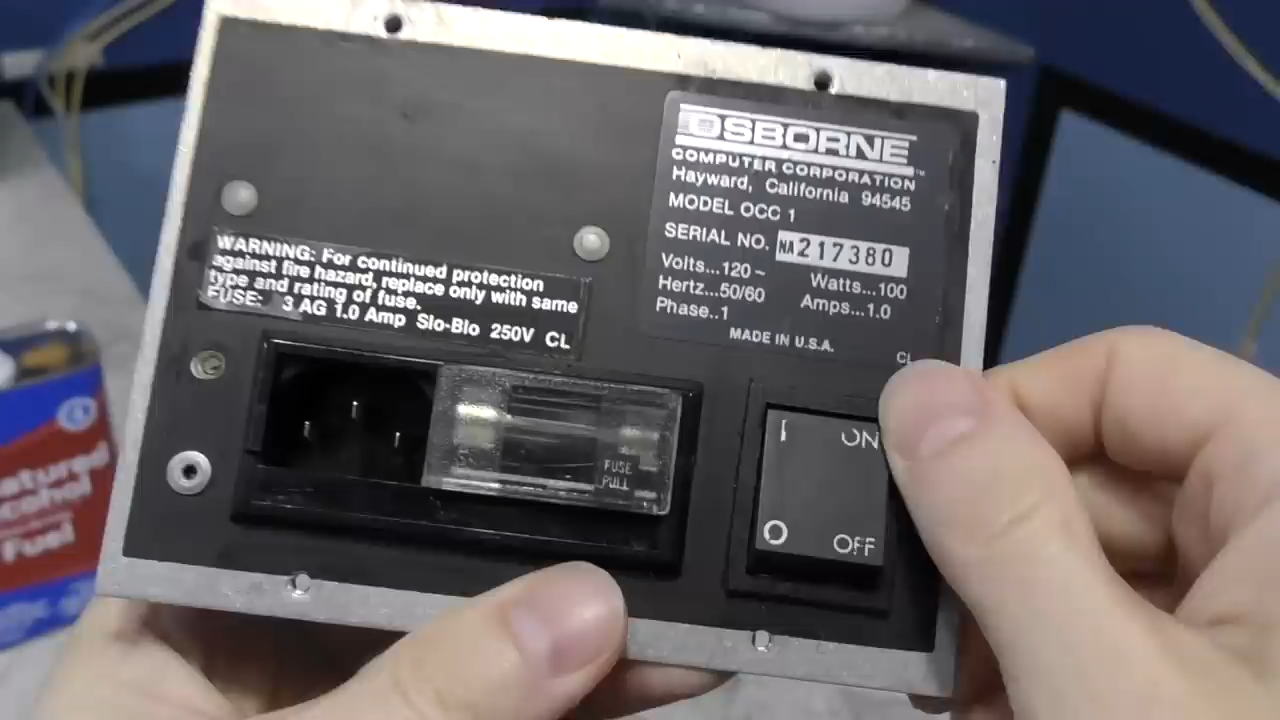 OSBORNE
COMPUTER CORPORATION™
Hayward, California 94545
MODEL OCC 1
SERIAL NO. NA217380
Volts...120~ Watts...100
Hertz...50/60 Amps...1.0
Phase..1
MADE IN U.S.A.
CL
WARNING: For continued protection
against fire hazard, replace only with same
type and rating of fuse.
FUSE: 3 AG 1.0 Amp Slo-Blo 250V CL
FUSE
PULL
I ON
O OFF
Fuel